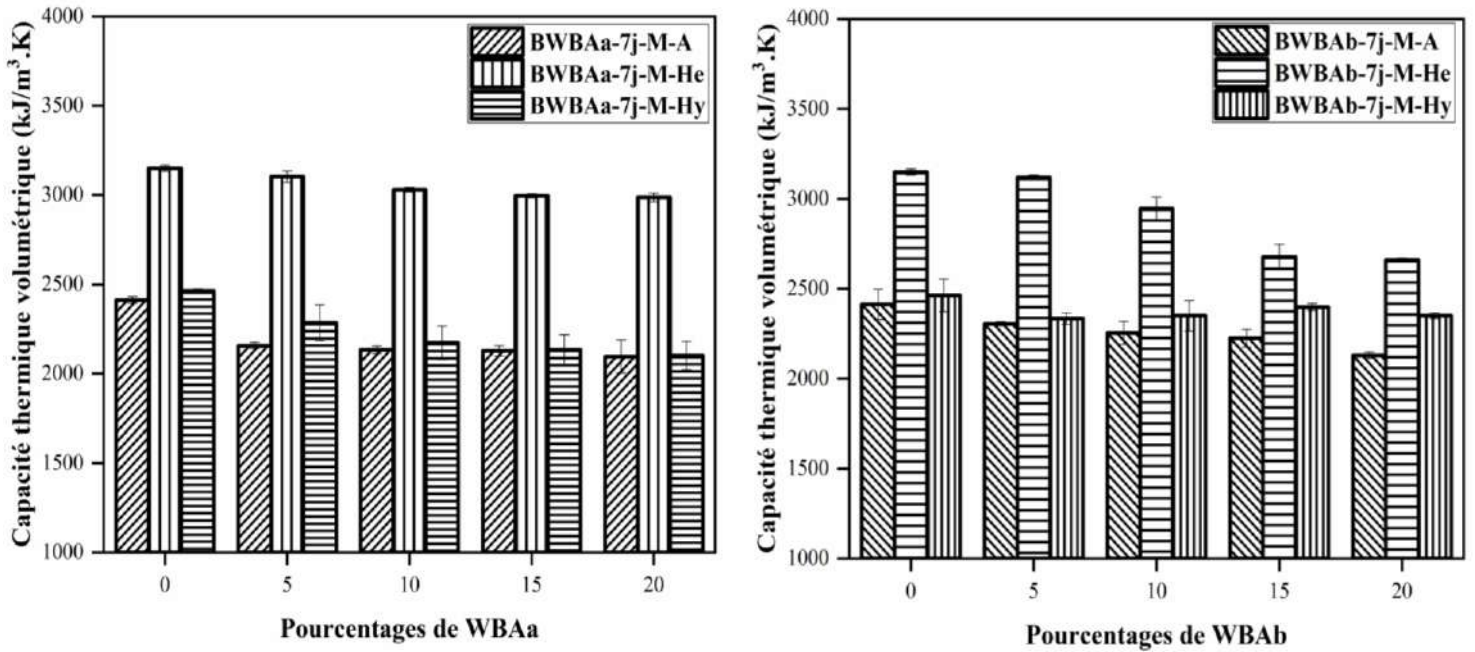 Capacité thermique volumétrique (kJ/m³.K)
4000
3500
3000
2500
2000
1500
1000
BWBAa-7j-M-A
BWBAa-7j-M-He
BWBAa-7j-M-Hy
0 5 10 15 20
Pourcentages de WBAa
Capacité thermique volumétrique (kJ/m³.K)
4000
3500
3000
2500
2000
1500
1000
BWBAb-7j-M-A
BWBAb-7j-M-He
BWBAb-7j-M-Hy
0 5 10 15 20
Pourcentages de WBAb